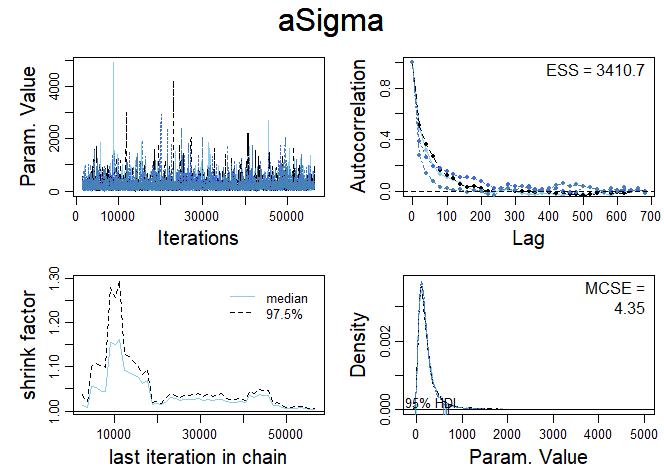 aSigma
Param. Value
0 2000 4000
0 10000 30000 50000
Iterations
Autocorrelation
0.0 0.4 0.8
ESS = 3410.7
0 100 200 300 400 500 600 700
Lag
shrink factor
1.00 1.10 1.20 1.30
median
97.5%
10000 30000 50000
last iteration in chain
Density
0.000 0.002
MCSE =
4.35
95% HDI
0 1000 2000 3000 4000 5000
Param. Value